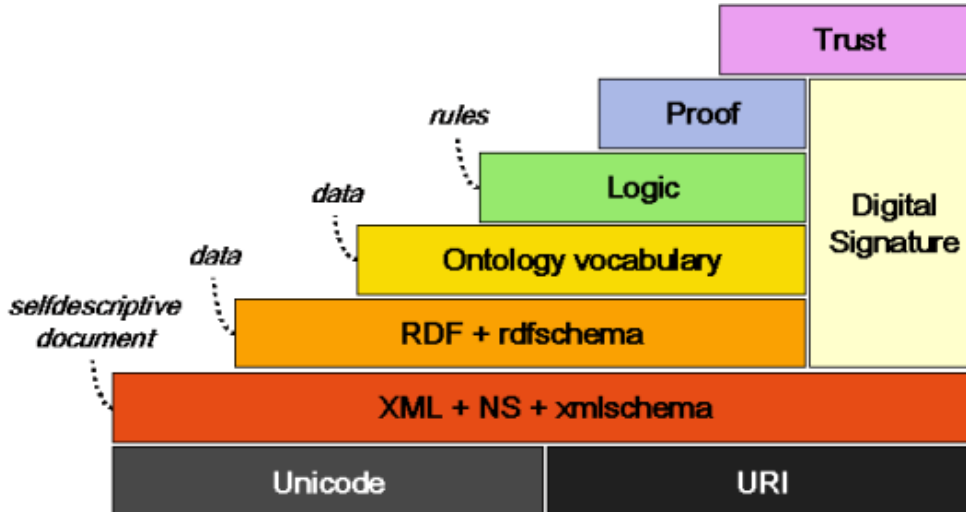 Trust
Proof
rules
Logic
data
Digital
Signature
Ontology vocabulary
data
selfdescriptive
document
RDF + rdfschema
XML + NS + xmlschema
Unicode
URI